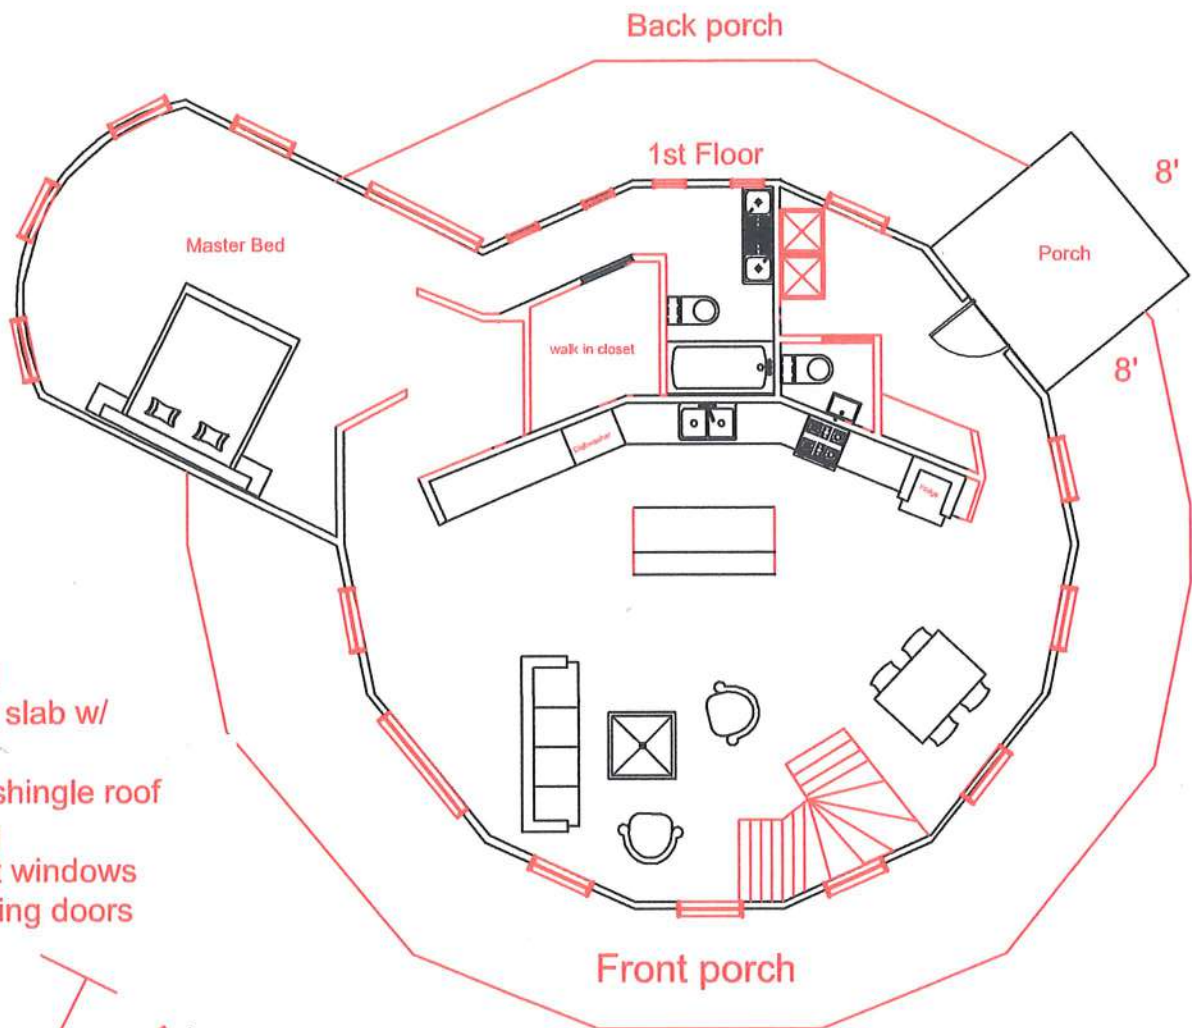 Back porch
1st Floor
8'
Master Bed
Porch
walk in closet
8'
Dishwasher
Fridge
slab w/
shingle roof
windows
ing doors
Front porch